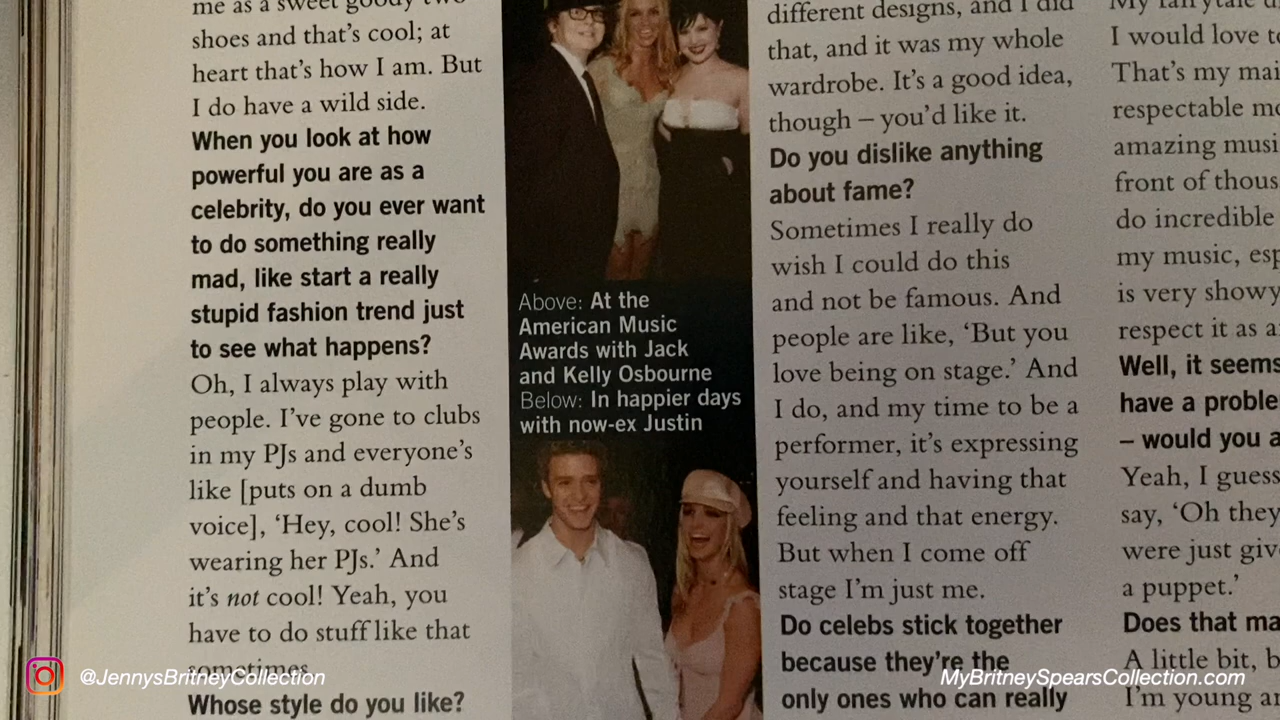 me as a sweet goody two
shoes and that's cool; at
heart that's how I am. But
I do have a wild side.
When you look at how
powerful you are as a
celebrity, do you ever want
to do something really
mad, like start a really
stupid fashion trend just
to see what happens?
Oh, I always play with
people. I've gone to clubs
in my PJs and everyone's
like [puts on a dumb
voice], 'Hey, cool! She's
wearing her PJs.' And
it's not cool! Yeah, you
have to do stuff like that
sometimes.
Whose style do you like?
Above: At the
American Music
Awards with Jack
and Kelly Osbourne
Below: In happier days
with now-ex Justin
different designs, and I did
that, and it was my whole
wardrobe. It's a good idea,
though – you'd like it.
Do you dislike anything
about fame?
Sometimes I really do
wish I could do this
and not be famous. And
people are like, 'But you
love being on stage.' And
I do, and my time to be a
performer, it's expressing
yourself and having that
feeling and that energy.
But when I come off
stage I'm just me.
Do celebs stick together
because they're the
only ones who can really
My fairytale
I would love
That's my
respectable
amazing
front of
do incredible
my music,
is very showy
respect it as
Well, it seems
have a
– would you
Yeah, I guess
say, 'Oh they
were just
a puppet.'
Does that
A little bit,
I'm young
@JennysBritneyCollection
MyBritneySpearsCollection.com